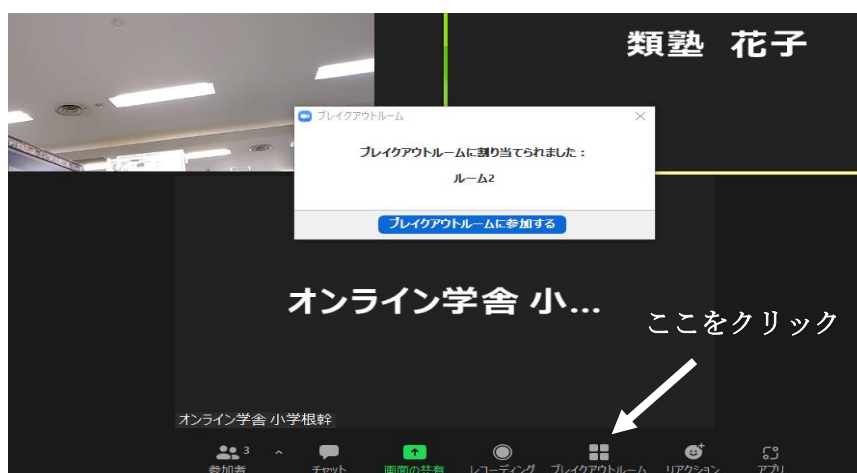 類塾 花子
ブレイクアウトルーム
ブレイクアウトルームに割り当てられました：
ルーム2
ブレイクアウトルームに参加する
オンライン学舎 小...
ここをクリック
オンライン学舎 小学根幹
3
参加者 チャット 画面の共有 レコーディング ブレイクアウトルーム リアクション アプリ